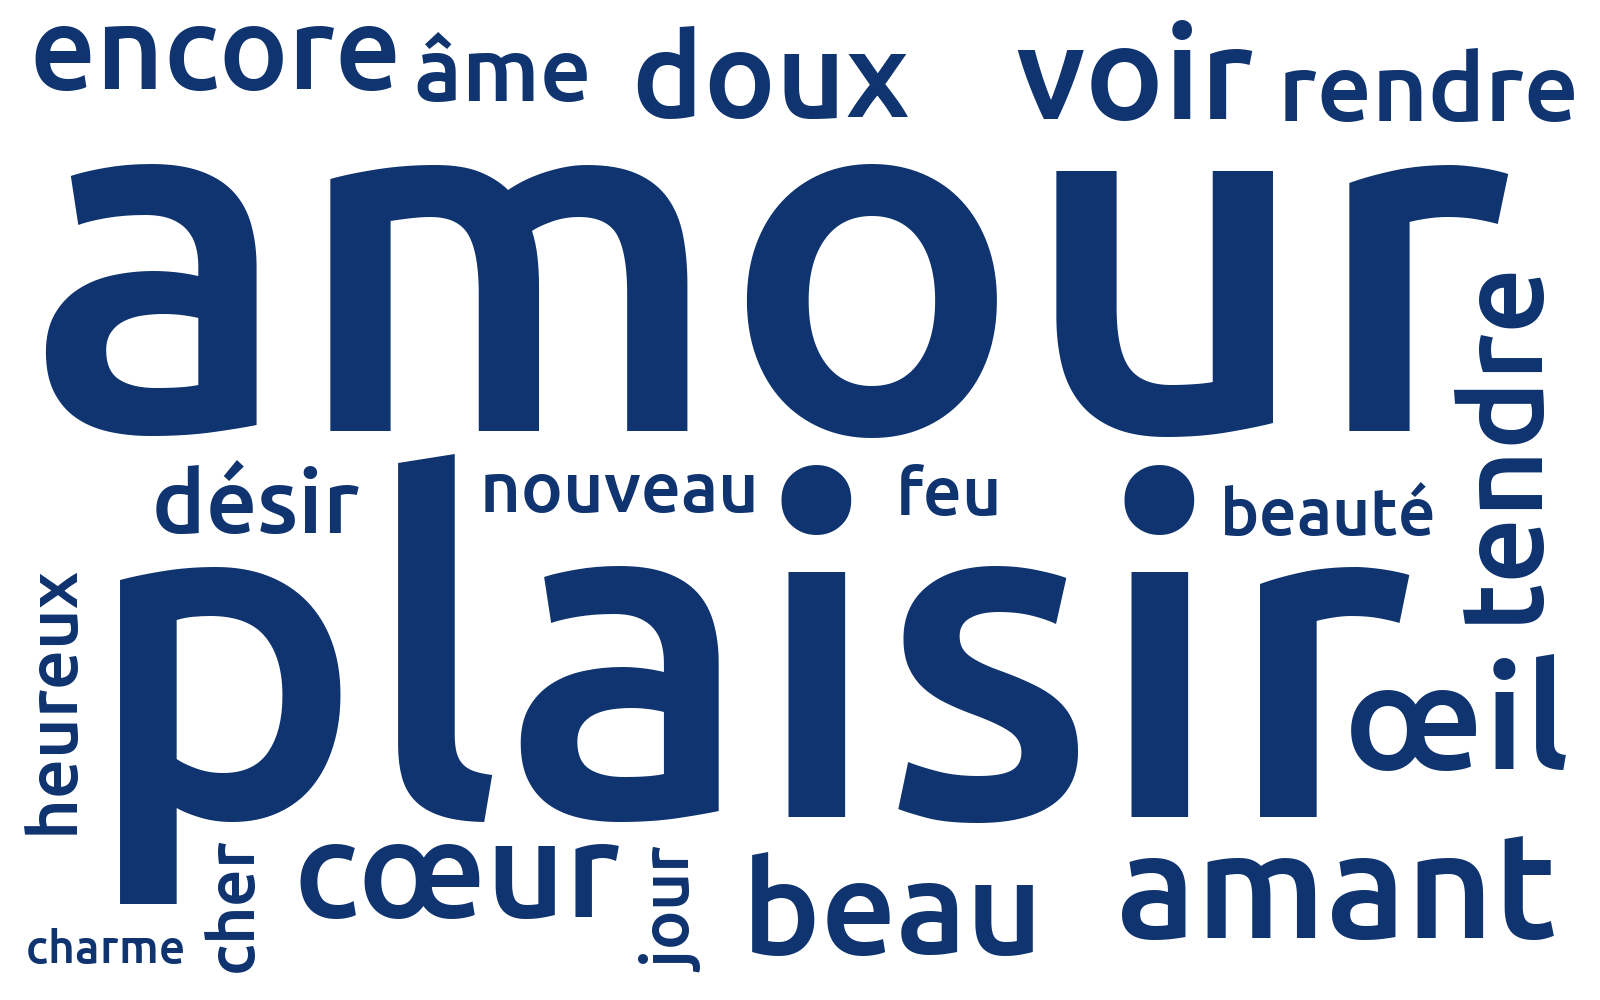 encore âme doux voir rendre
amour
tendre
désir nouveau feu beauté
plaisir
heureux
œil
cœur beau amant
cher
jour
charme